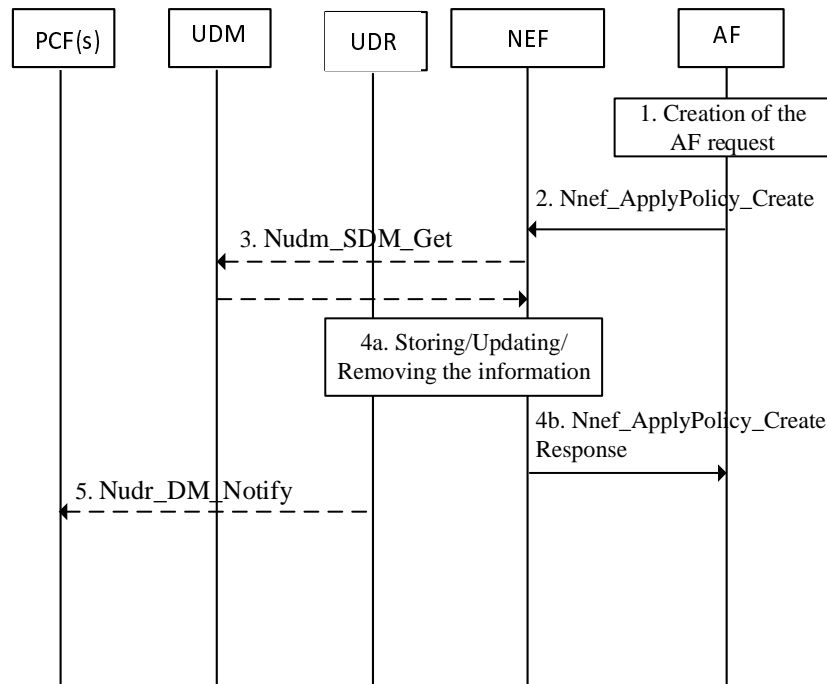 PCF(s)
UDM
UDR
NEF
AF
1. Creation of the
AF request
2. Nnef_ApplyPolicy_Create
3. Nudm_SDM_Get
4a. Storing/Updating/
Removing the information
4b. Nnef_ApplyPolicy_Create
Response
5. Nudr_DM_Notify